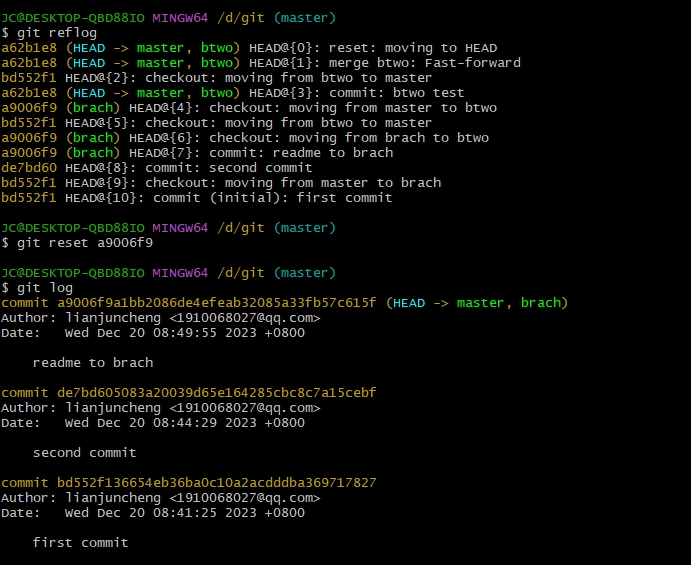 JC@DESKTOP-QBD88IO MINGW64 /d/git (master)
$ git reflog
a62b1e8 (HEAD -> master, btwo) HEAD@{0}: reset: moving to HEAD
a62b1e8 (HEAD -> master, btwo) HEAD@{1}: merge btwo: Fast-forward
bd552f1 HEAD@{2}: checkout: moving from btwo to master
a62b1e8 (HEAD -> master, btwo) HEAD@{3}: commit: btwo test
a9006f9 (brach) HEAD@{4}: checkout: moving from master to btwo
bd552f1 HEAD@{5}: checkout: moving from btwo to master
a9006f9 (brach) HEAD@{6}: checkout: moving from brach to btwo
a9006f9 (brach) HEAD@{7}: commit: readme to brach
de7bd60 HEAD@{8}: commit: second commit
bd552f1 HEAD@{9}: checkout: moving from master to brach
bd552f1 HEAD@{10}: commit (initial): first commit
JC@DESKTOP-QBD88IO MINGW64 /d/git (master)
$ git reset a9006f9
JC@DESKTOP-QBD88IO MINGW64 /d/git (master)
$ git log
commit a9006f9a1bb2086de4efeab32085a33fb57c615f (HEAD -> master, brach)
Author: lianjuncheng <1910068027@qq.com>
Date:   Wed Dec 20 08:49:55 2023 +0800
readme to brach
commit de7bd605083a20039d65e164285cbc8c7a15cebf
Author: lianjuncheng <1910068027@qq.com>
Date:   Wed Dec 20 08:44:29 2023 +0800
second commit
commit bd552f136654eb36ba0c10a2acdddba369717827
Author: lianjuncheng <1910068027@qq.com>
Date:   Wed Dec 20 08:41:25 2023 +0800
first commit